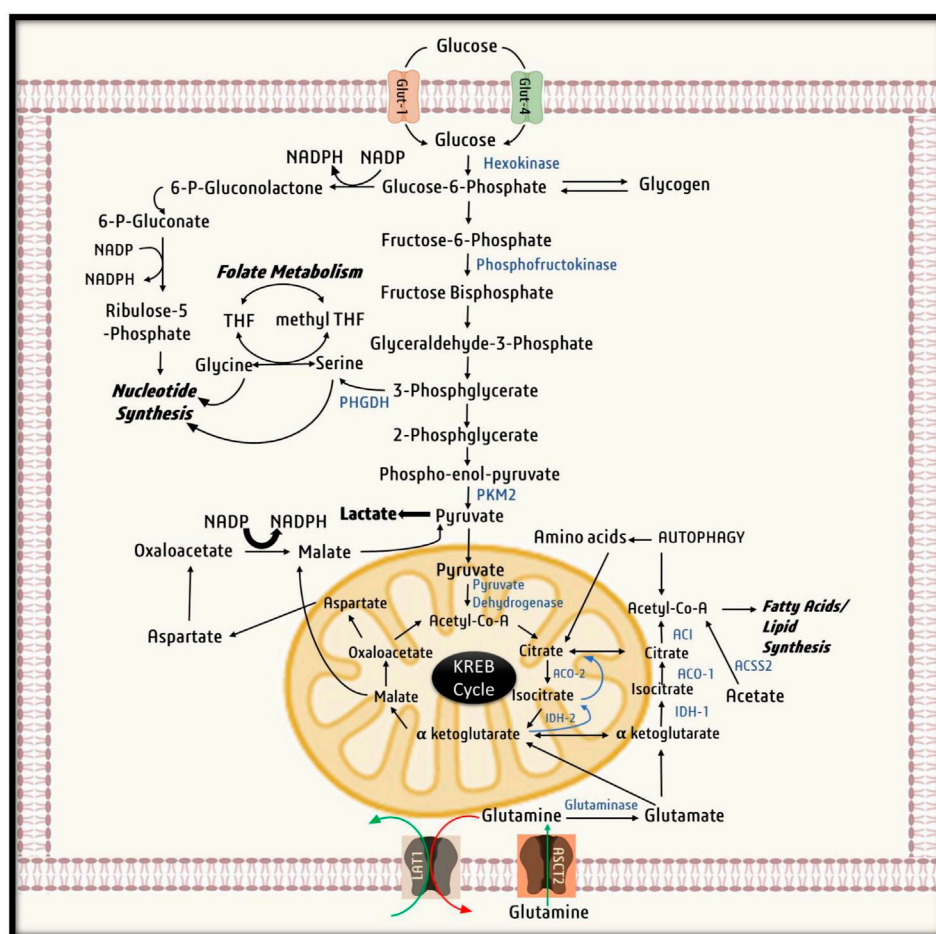 Glucose
Glut-1
Glut-4
Glucose
Hexokinase
NADPH
NADP
6-P-Gluconolactone
Glucose-6-Phosphate
Glycogen
6-P-Gluconate
NADP
NADPH
Fructose-6-Phosphate
Phosphofructokinase
Folate Metabolism
Fructose Bisphosphate
Ribulose-5
-Phosphate
THF
methyl THF
Glyceraldehyde-3-Phosphate
Glycine
Serine
Nucleotide
Synthesis
PHGDH
3-Phosphglycerate
2-Phosphglycerate
Phospho-enol-pyruvate
PKM2
NADP
NADPH
Lactate
Pyruvate
Oxaloacetate
Malate
Amino acids
AUTOPHAGY
Pyruvate
Pyruvate
Dehydrogenase
Aspartate
Acetyl-Co-A
Acetyl-Co-A
Fatty Acids/
Lipid
Synthesis
Aspartate
Oxaloacetate
KREB
Cycle
Citrate
Citrate
ACI
ACO-2
ACO-1
ACSS2
Malate
Isocitrate
Isocitrate
Acetate
IDH-2
IDH-1
α ketoglutarate
α ketoglutarate
Glutamine
Glutaminase
Glutamate
LAT1
ASCT2
Glutamine